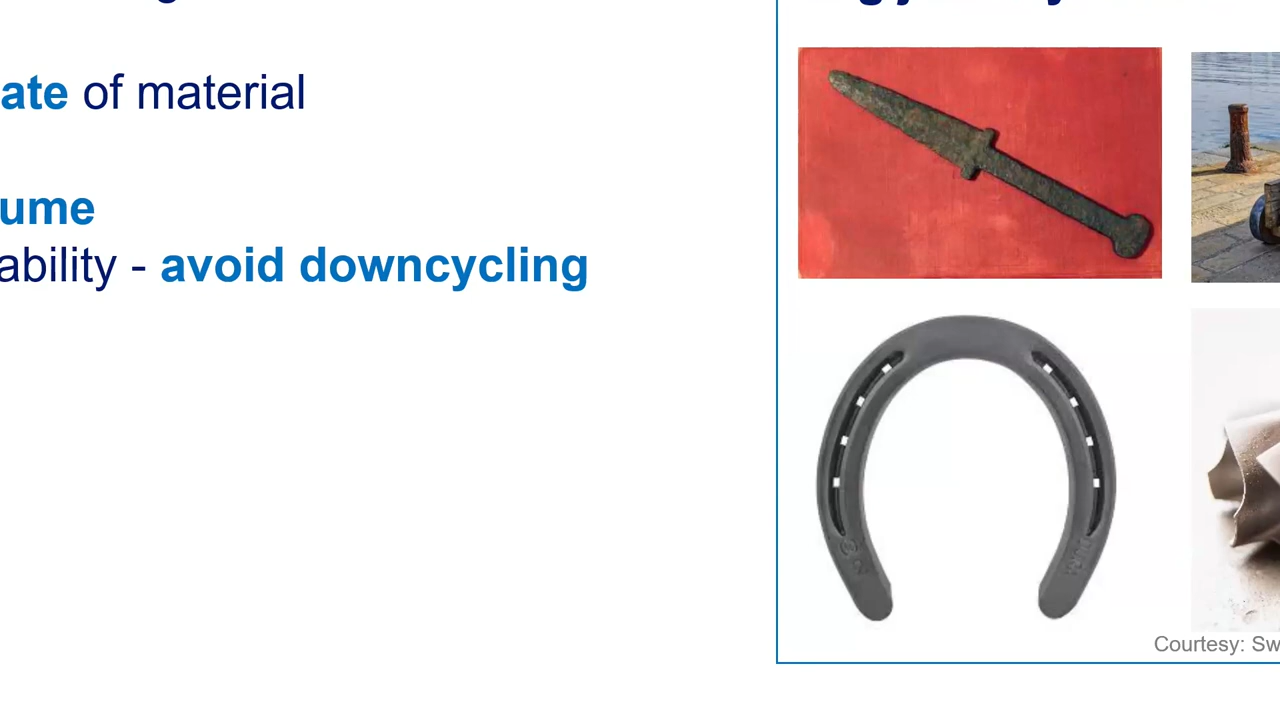 ate of material
ume
ability - avoid downcycling
Courtesy: Sw